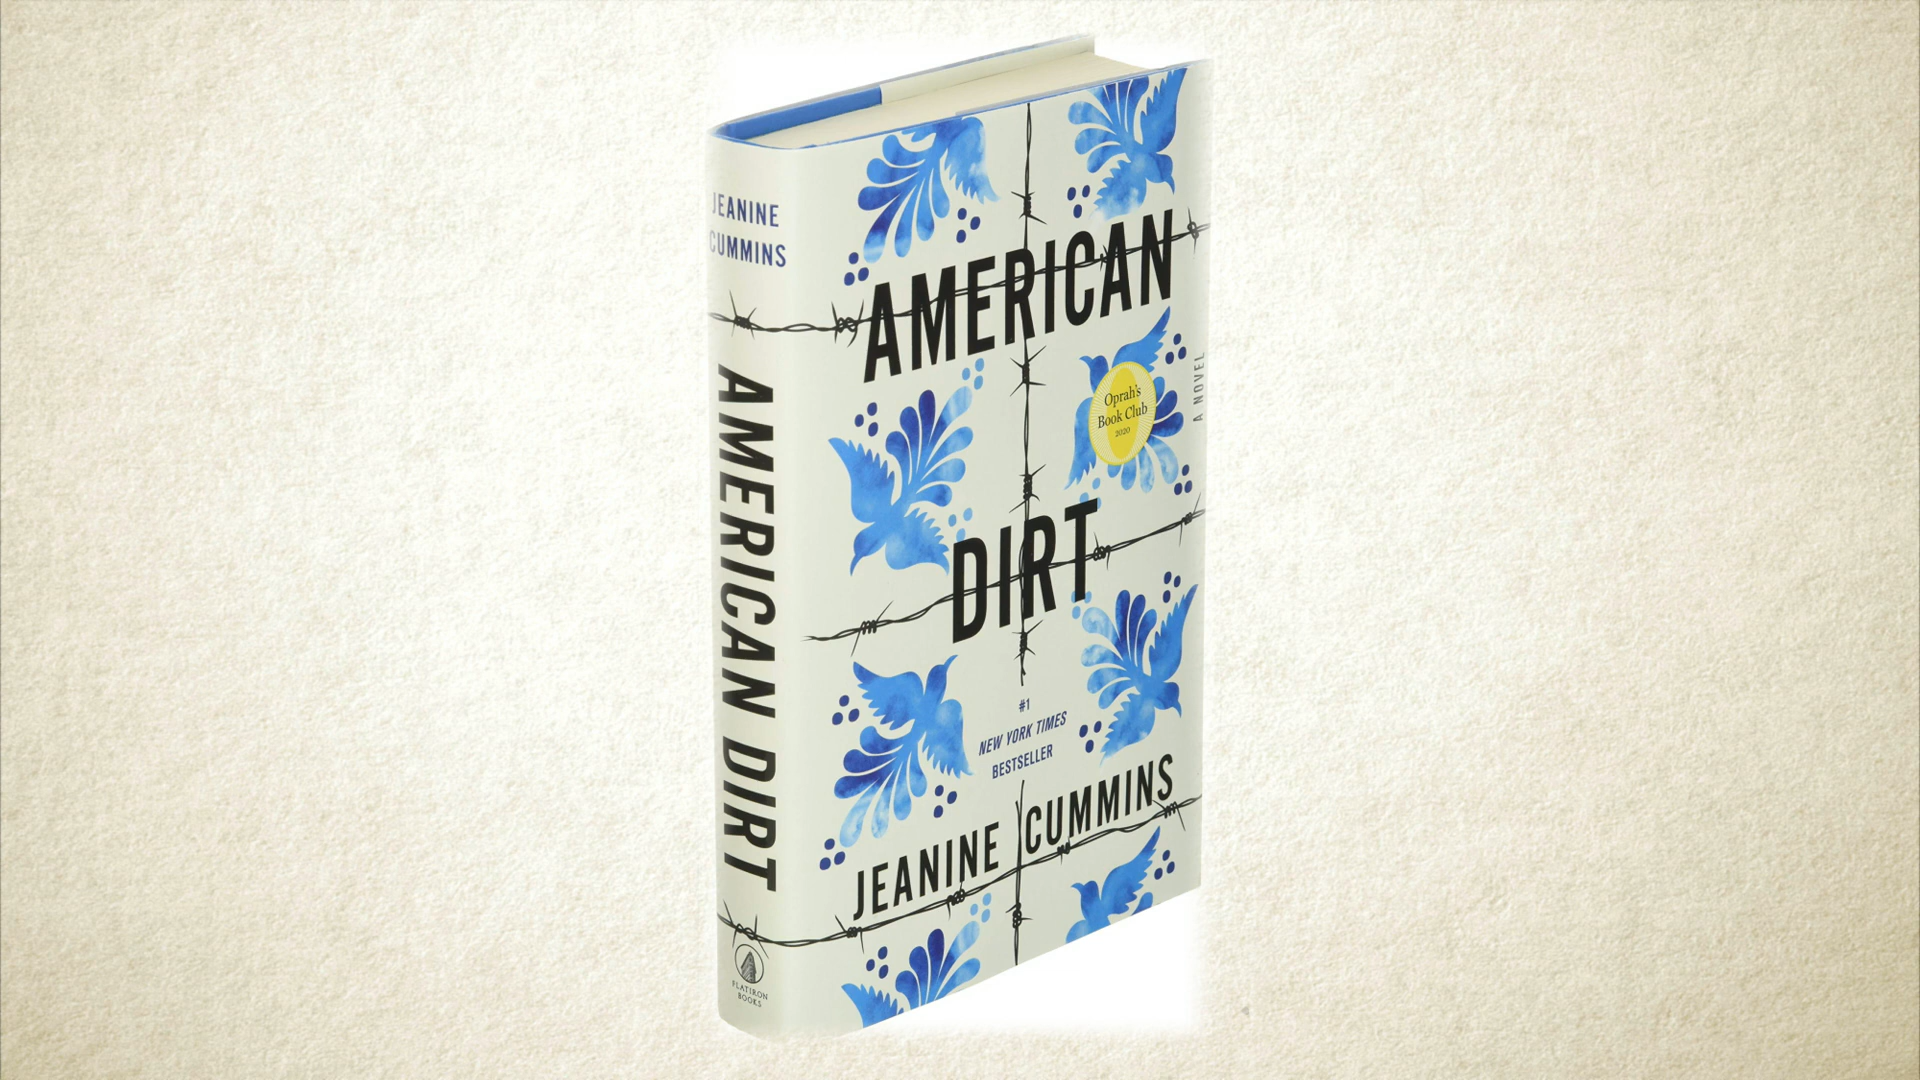 JEANINE
CUMMINS
AMERICAN DIRT
FLATIRON
BOOKS
AMERICAN
A NOVEL
Oprah's
Book Club
2020
DIRT
#1
NEW YORK TIMES
BESTSELLER
JEANINE CUMMINS